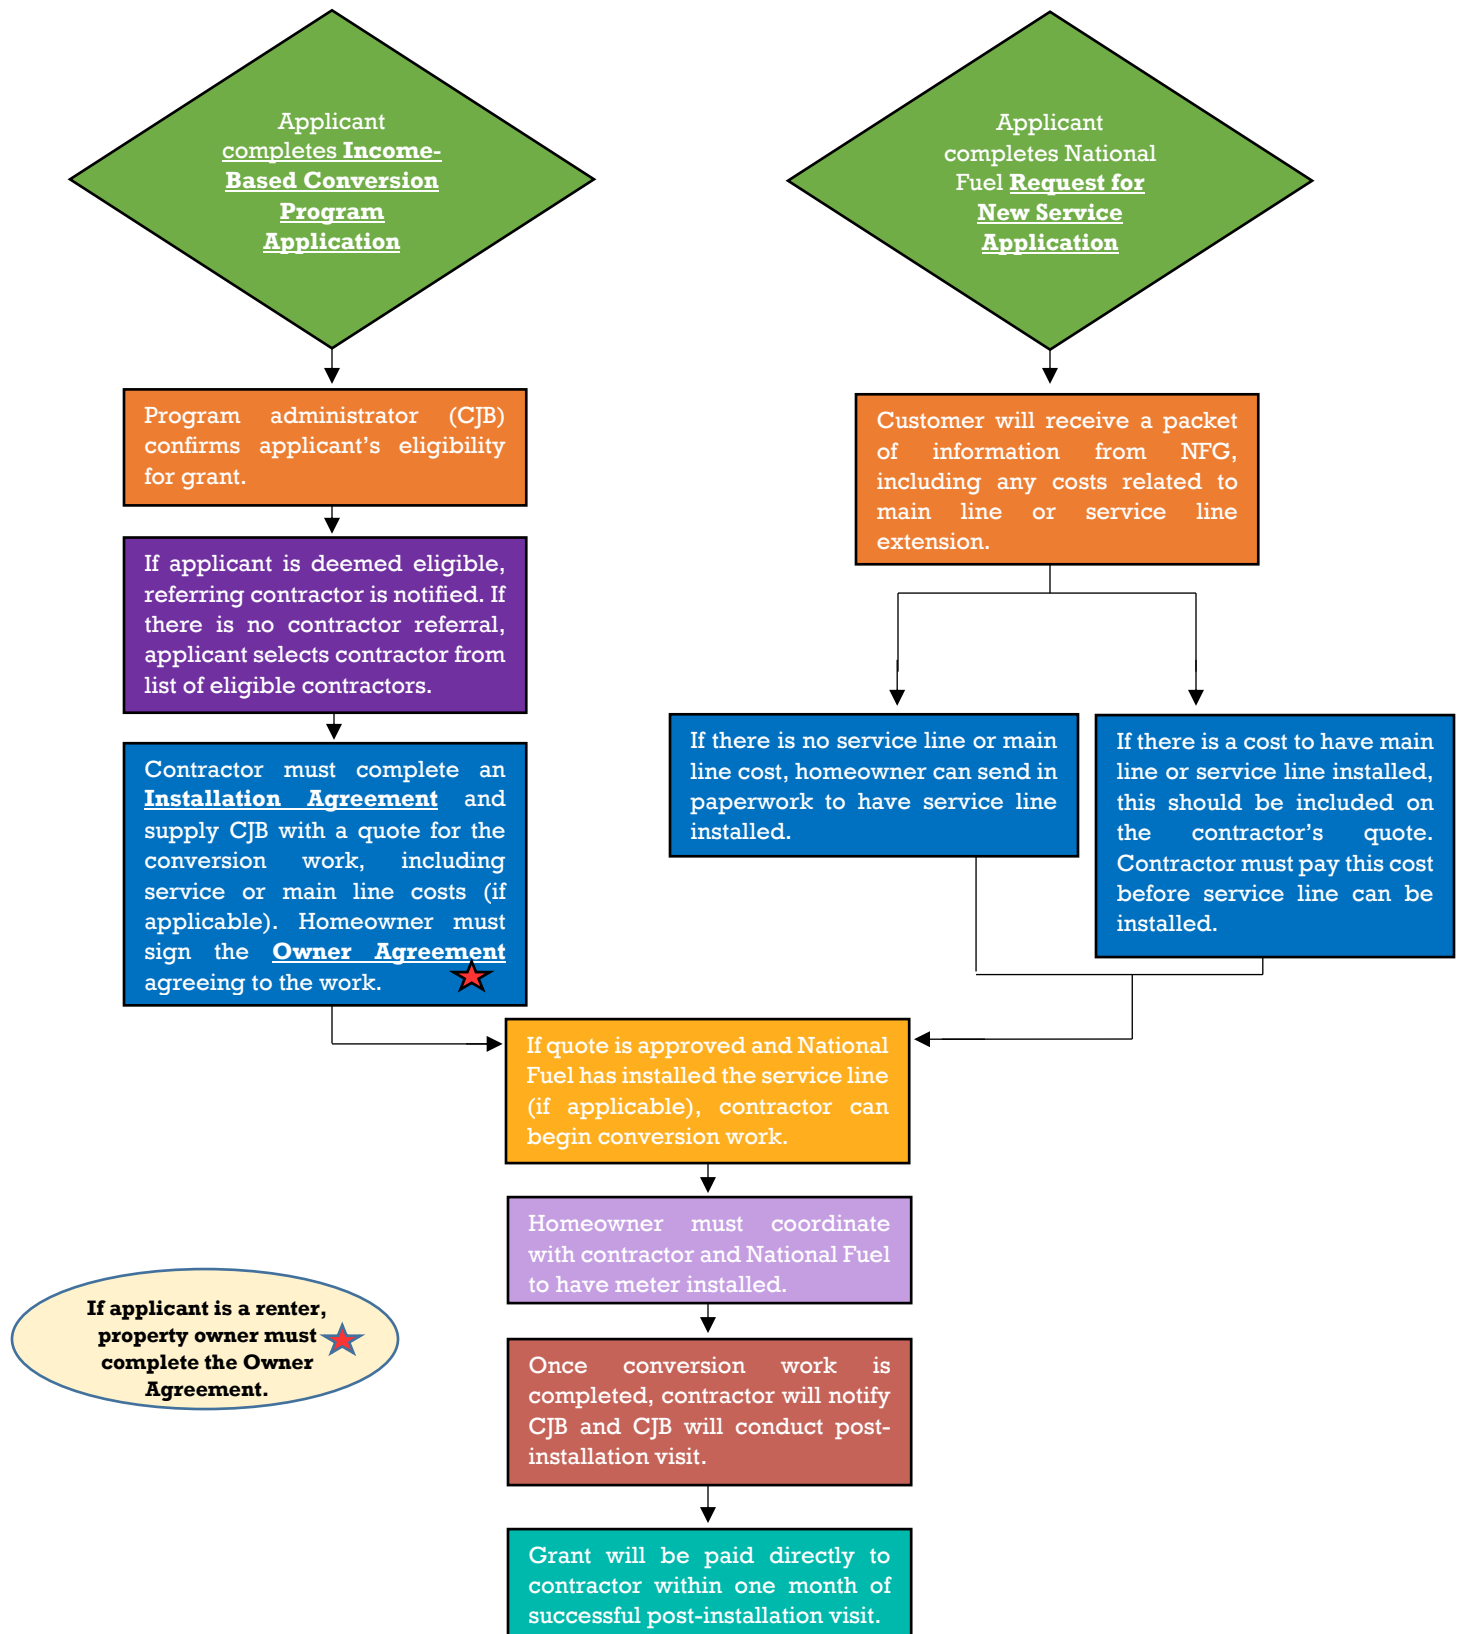 Applicant
completes Income-
Based Conversion
Program
Application
Applicant
completes National
Fuel Request for
New Service
Application
Program administrator (CJB)
confirms applicant's eligibility
for grant.
If applicant is deemed eligible,
referring contractor is notified. If
there is no contractor referral,
applicant selects contractor from
list of eligible contractors.
Contractor must complete an
Installation Agreement and
supply CJB with a quote for the
conversion work, including
service or main line costs (if
applicable). Homeowner must
sign the Owner Agreement
agreeing to the work.
Customer will receive a packet
of information from NFG,
including any costs related to
main line or service line
extension.
If there is no service line or main
line cost, homeowner can send in
paperwork to have service line
installed.
If there is a cost to have main
line or service line installed,
this should be included on
the contractor's quote.
Contractor must pay this cost
before service line can be
installed.
If quote is approved and National
Fuel has installed the service line
(if applicable), contractor can
begin conversion work.
Homeowner must coordinate
with contractor and National Fuel
to have meter installed.
If applicant is a renter,
property owner must
complete the Owner
Agreement.
Once conversion work is
completed, contractor will notify
CJB and CJB will conduct post-
installation visit.
Grant will be paid directly to
contractor within one month of
successful post-installation visit.